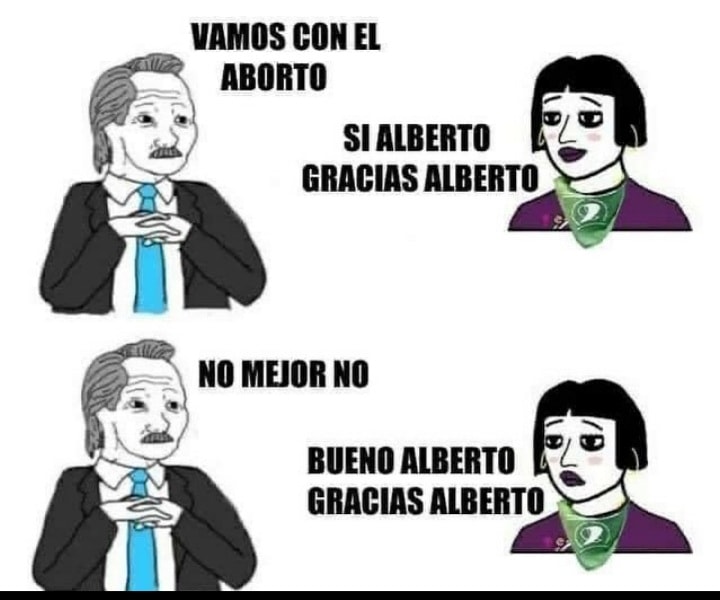 VAMOS CON EL
ABORTO
SI ALBERTO
GRACIAS ALBERTO
NO MEJOR NO
BUENO ALBERTO
GRACIAS ALBERTO